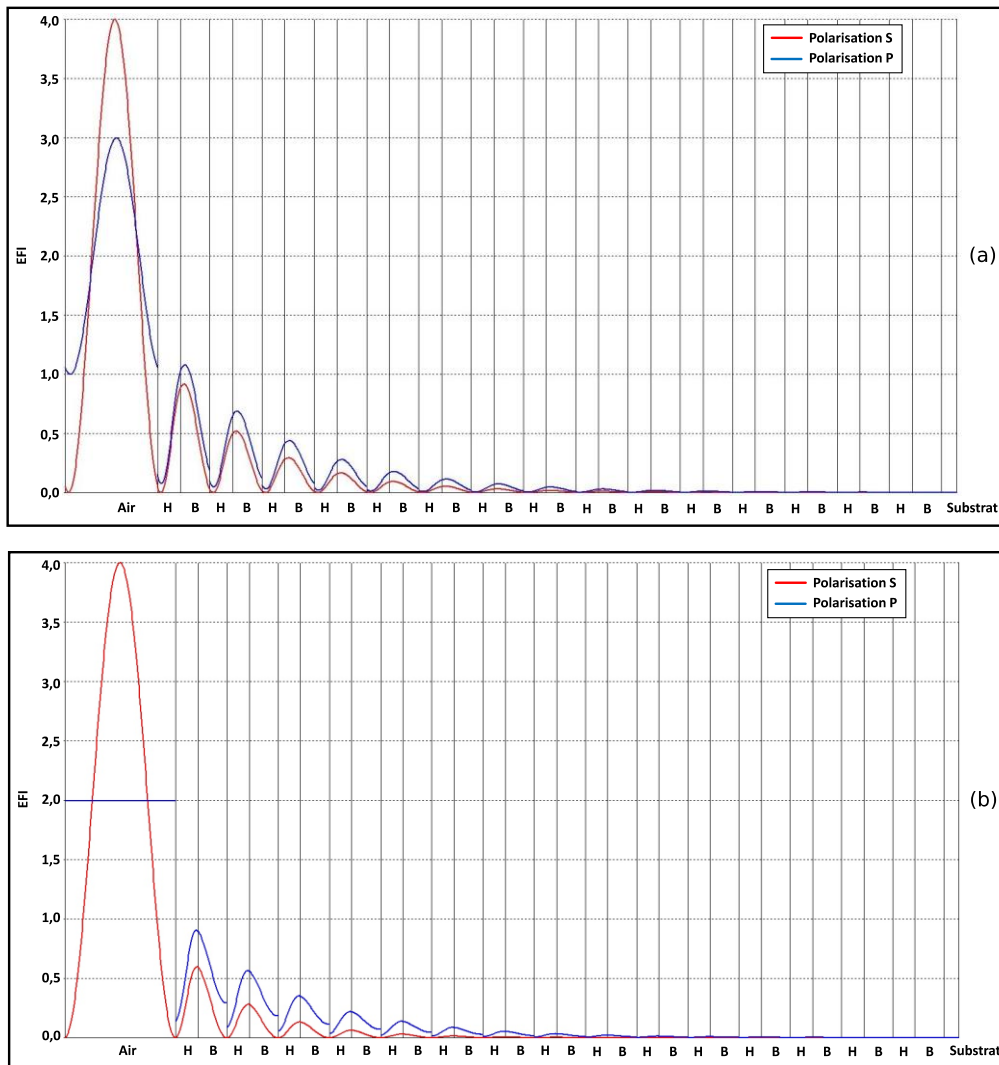 4,0
Polarisation S
Polarisation P
3,5
3,0
2,5
EFI
2,0
(a)
1,5
1,0
0,5
0,0
Air H B H B H B H B H B H B H B H B H B H B H B H B H B H B H B Substrat
4,0
Polarisation S
Polarisation P
3,5
3,0
2,5
EFI
2,0
(b)
1,5
1,0
0,5
0,0
Air H B H B H B H B H B H B H B H B H B H B H B H B H B H B H B Substrat